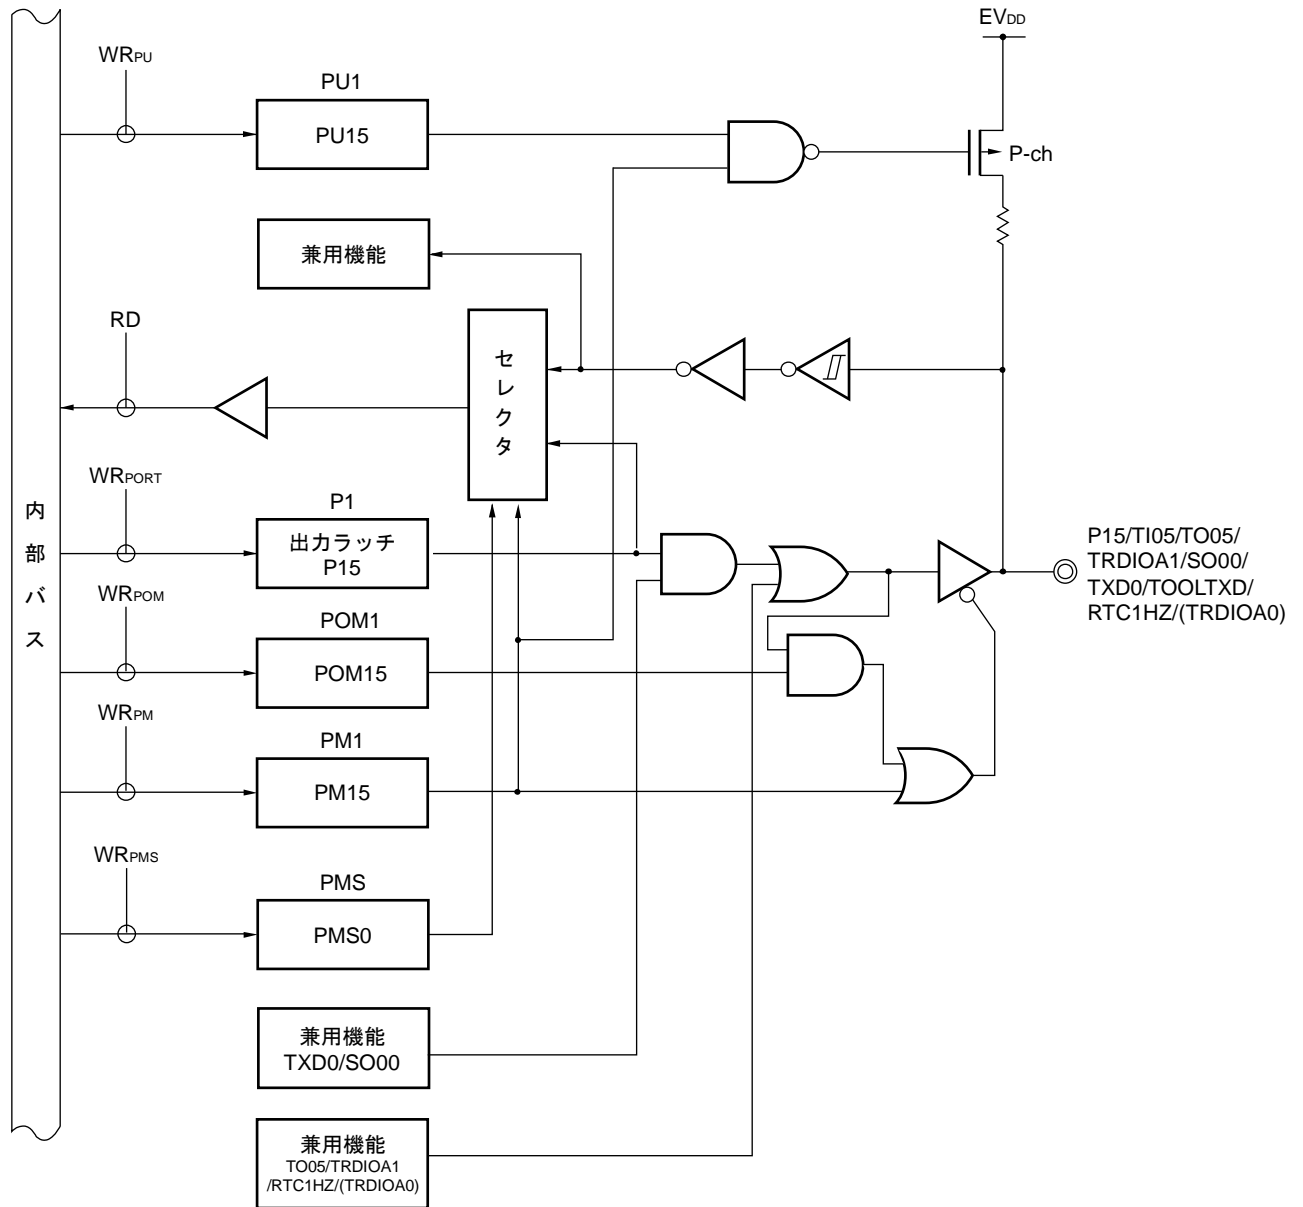 EVDD
WRPU
PU1
PU15
P-ch
兼用機能
RD
セレクタ
WRPORT
P1
出力ラッチ
P15
内部バス
P15/TI05/TO05/
TRDIOA1/SO00/
TXD0/TOOLTXD/
RTC1HZ/(TRDIOA0)
WRPOM
POM1
POM15
WRPM
PM1
PM15
WRPMS
PMS
PMS0
兼用機能
TXD0/SO00
兼用機能
TO05/TRDIOA1
/RTC1HZ/(TRDIOA0)